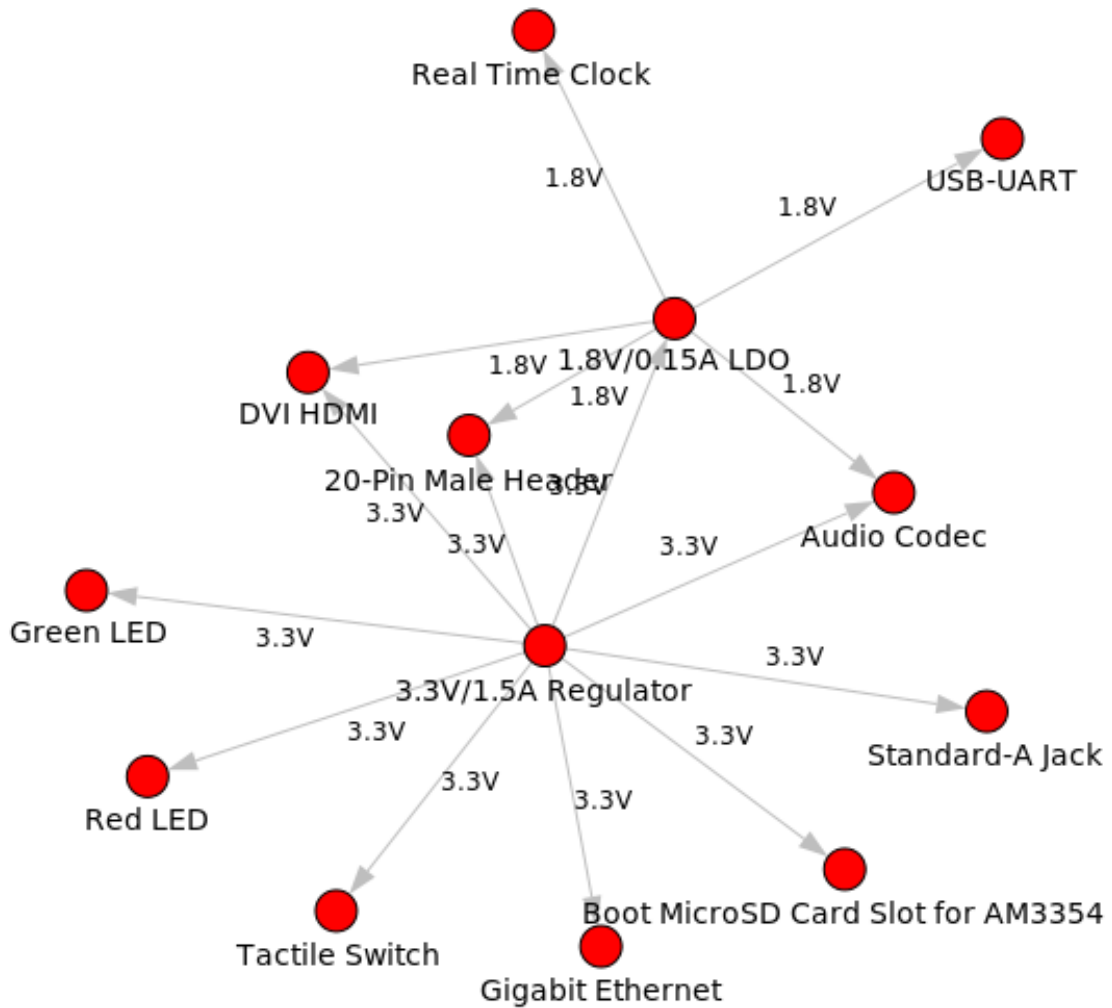 Real Time Clock
1.8V
USB-UART
1.8V
1.8V/0.15A LDO
1.8V
1.8V
1.8V
DVI HDMI
20-Pin Male Header
3.3V
3.3V
3.3V
3.3V
Audio Codec
Green LED
3.3V
3.3V
3.3V/1.5A Regulator
3.3V
3.3V
Standard-A Jack
3.3V
3.3V
Red LED
Boot MicroSD Card Slot for AM3354
Tactile Switch
Gigabit Ethernet